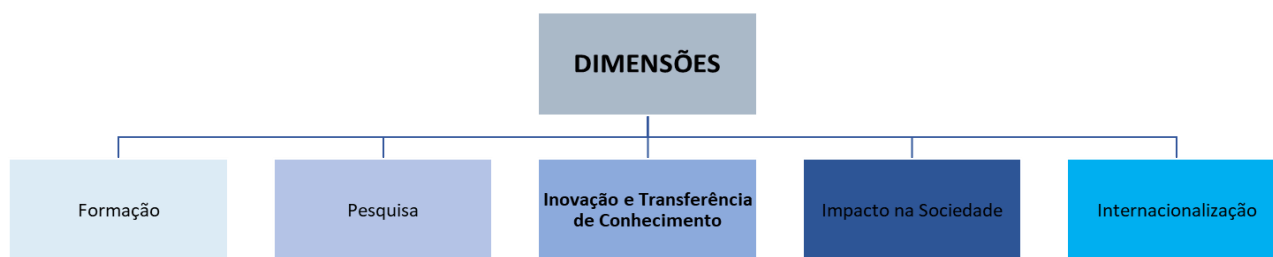 DIMENSÕES
Formação
Pesquisa
Inovação e Transferência
de Conhecimento
Impacto na Sociedade
Internacionalização